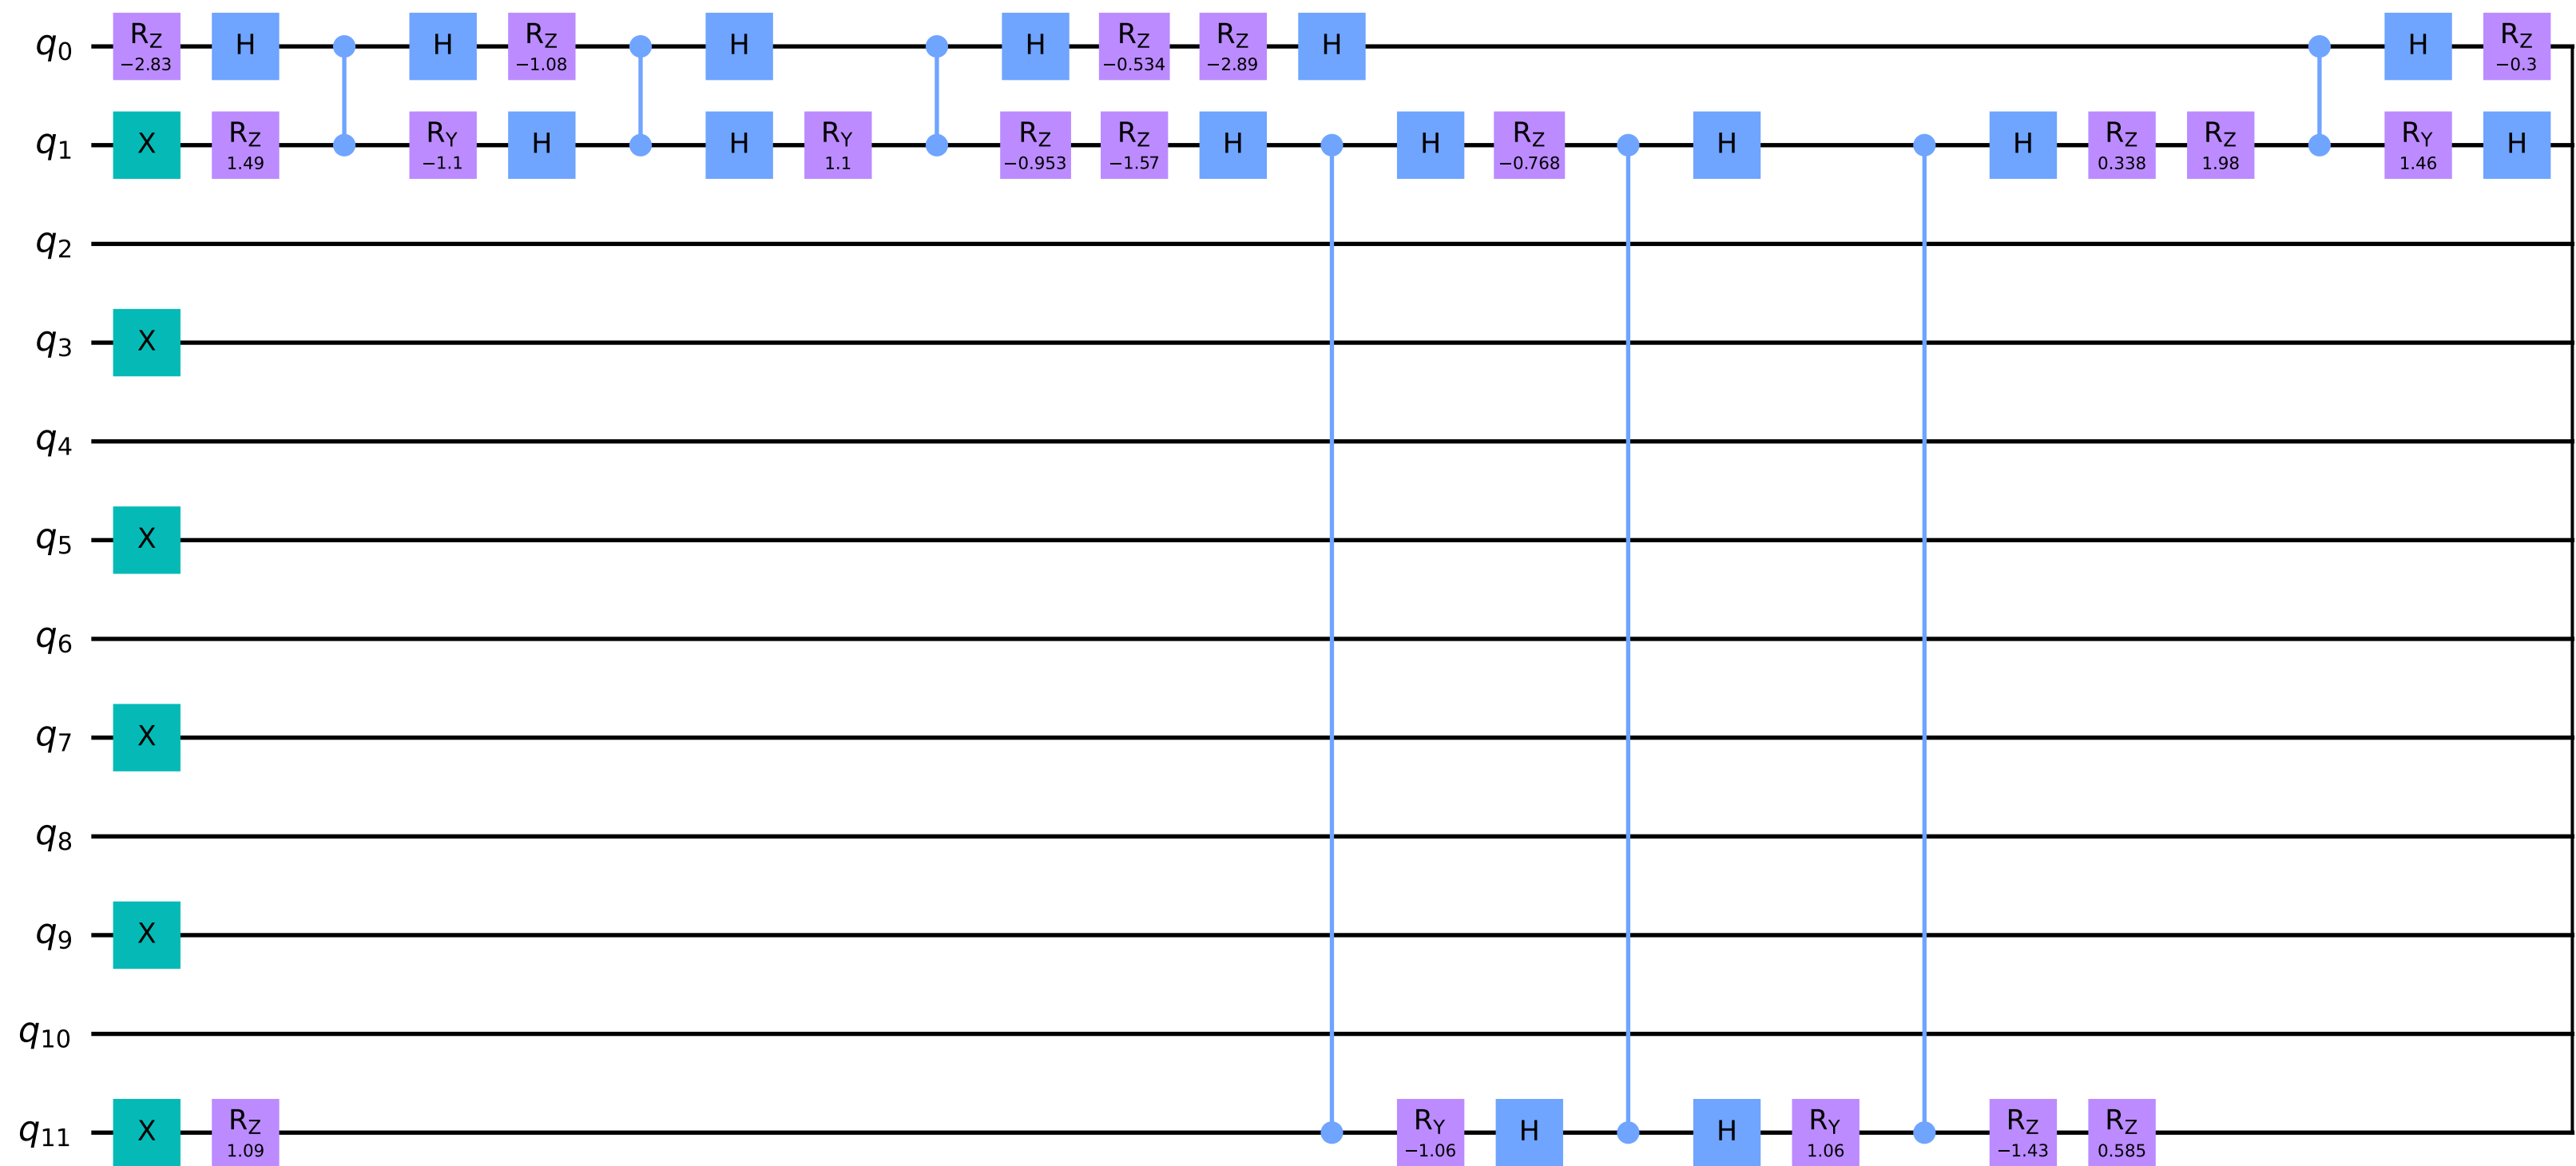 q0 RZ −2.83 H H RZ −1.08 H H RZ −0.534 RZ −2.89 H H RZ −0.3
q1 X RZ 1.49 RY −1.1 H H RY 1.1 RZ −0.953 RZ −1.57 H H RZ −0.768 H H RZ 0.338 RZ 1.98 RY 1.46 H
q2
q3 X
q4
q5 X
q6
q7 X
q8
q9 X
q10
q11 X RZ 1.09 RY −1.06 H H RY 1.06 RZ −1.43 RZ 0.585